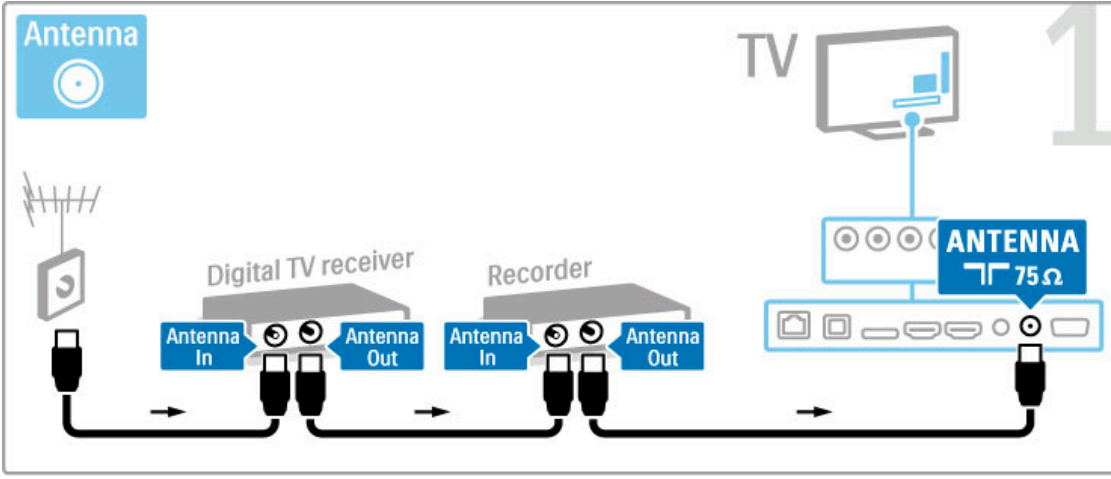 Antenna
TV
1
Digital TV receiver
Recorder
ANTENNA
75 Ω
Antenna
In
Antenna
Out
Antenna
In
Antenna
Out